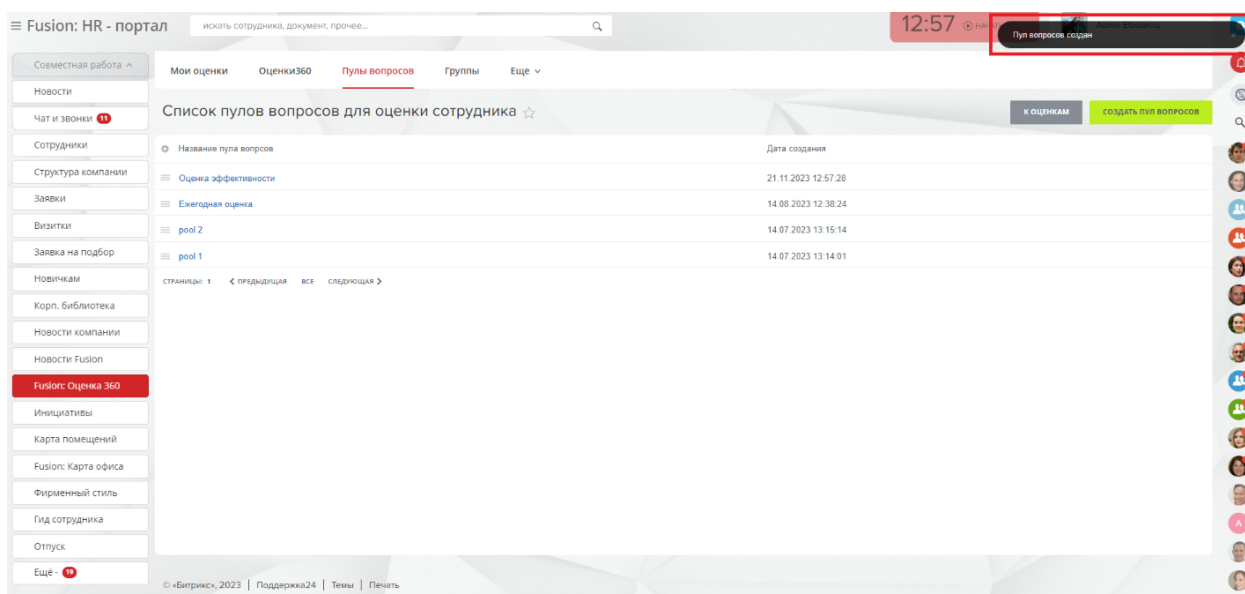 Fusion: HR - портал
искать сотрудника, документ, прочее...
12:57
Пул вопросов создан
Совместная работа
Мои оценки Оценки360 Пулы вопросов Группы Еще
Новости
Чат и звонки 11
Список пулов вопросов для оценки сотрудника
К ОЦЕНКАМ СОЗДАТЬ ПУЛ ВОПРОСОВ
Сотрудники
Название пула вопрсов Дата создания
Структура компании
Оценка эффективности 21.11.2023 12:57:28
Заявки
Ежегодная оценка 14.08.2023 12:38:24
Визитки
pool 2 14.07.2023 13:15:14
Заявка на подбор
pool 1 14.07.2023 13:14:01
Новичкам
СТРАНИЦЫ: 1 ПРЕДЫДУЩАЯ ВСЕ СЛЕДУЮЩАЯ
Корп. библиотека
Новости компании
Новости Fusion
Fusion: Оценка 360
Инициативы
Карта помещений
Fusion: Карта офиса
Фирменный стиль
Гид сотрудника
A
Отпуск
Ещё - 19
© «Битрикс», 2023 Поддержка24 Темы Печать